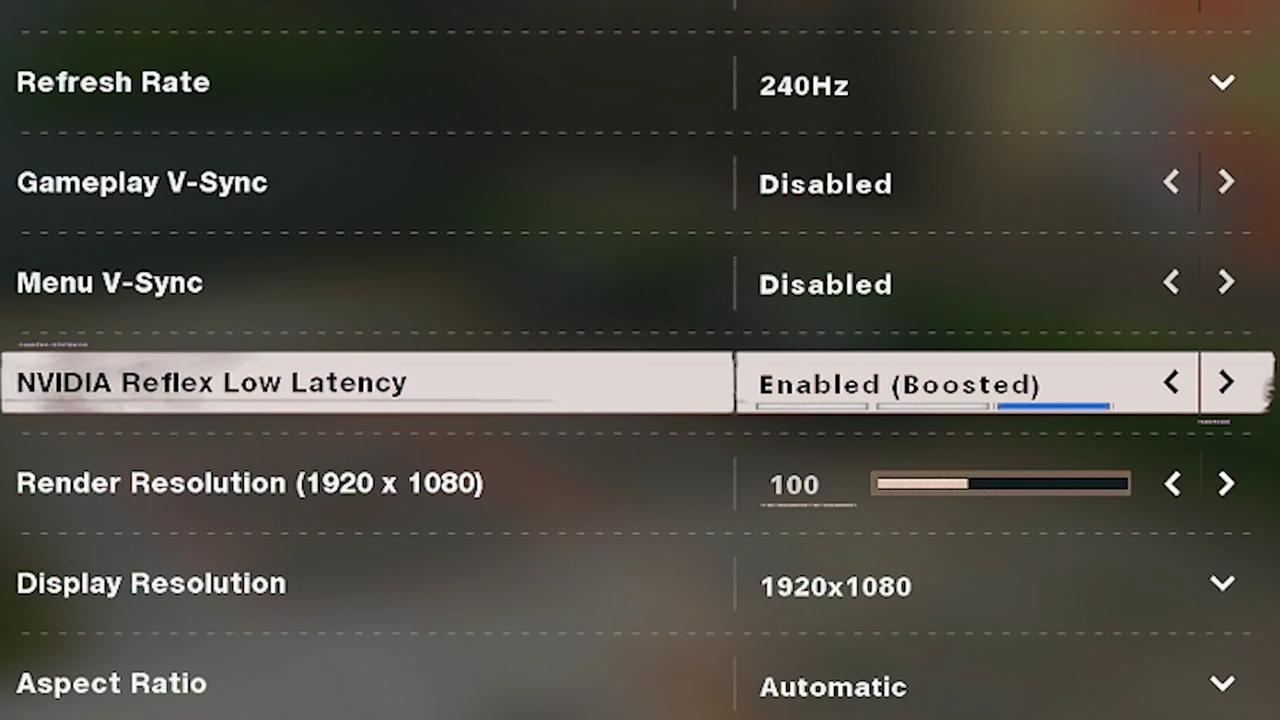 Refresh Rate 240Hz
Gameplay V-Sync Disabled
Menu V-Sync Disabled
NVIDIA Reflex Low Latency Enabled (Boosted)
Render Resolution (1920 x 1080) 100
Display Resolution 1920x1080
Aspect Ratio Automatic